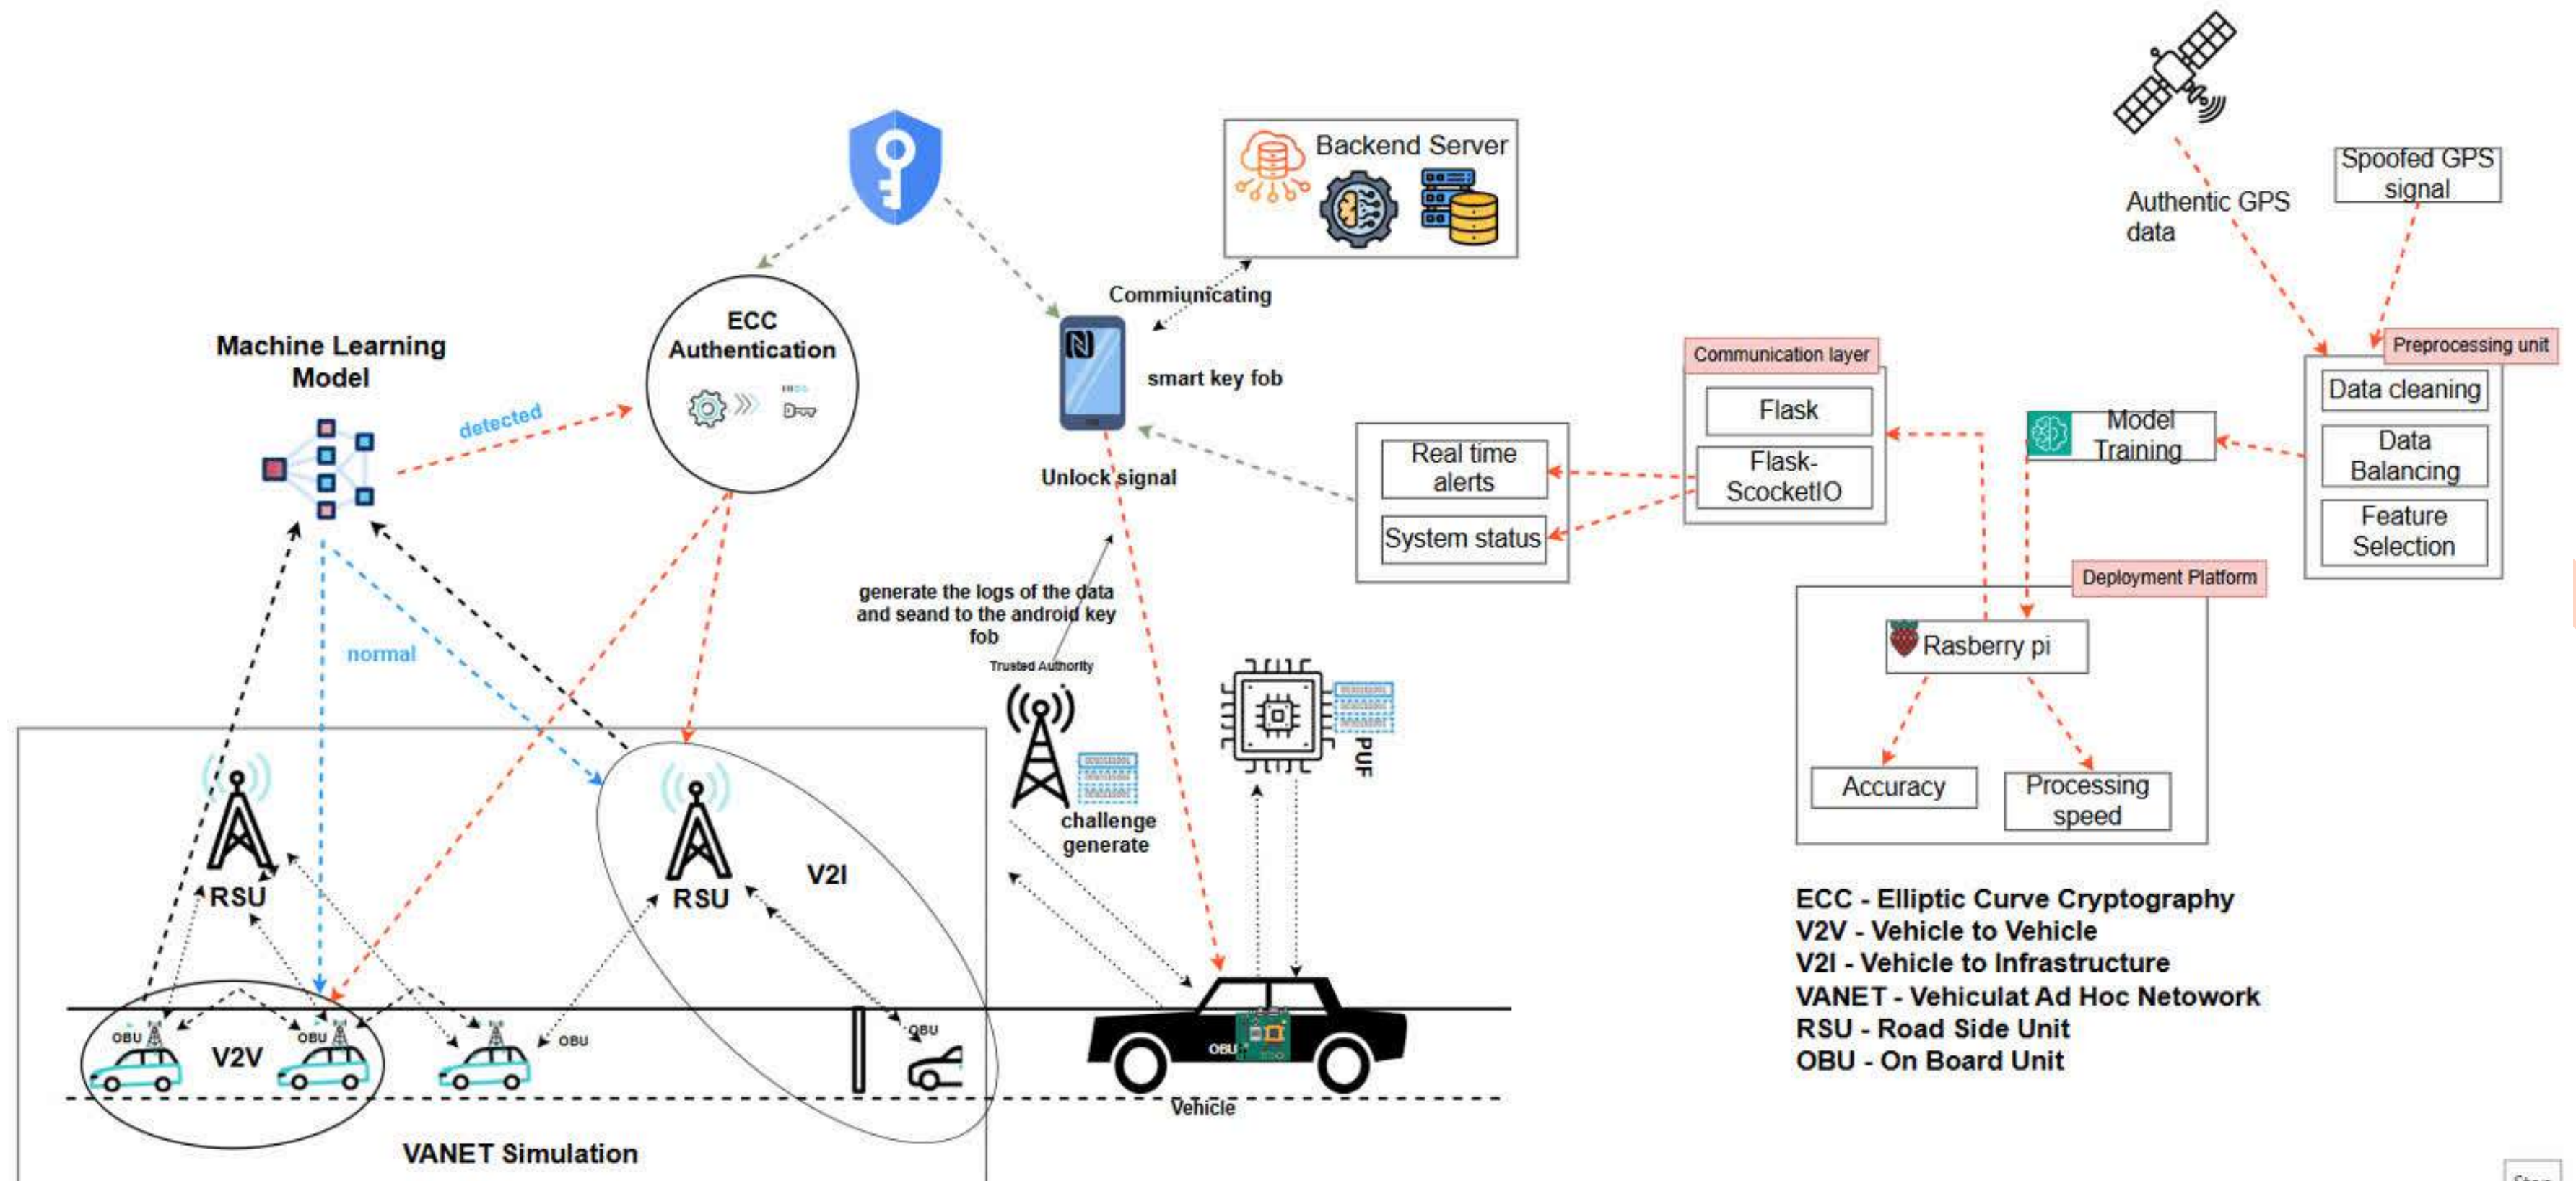 Backend Server
Spoofed GPS
signal
Authentic GPS
data
Commiunicating
ECC
Authentication
Machine Learning
Model
detected
smart key fob
Unlock signal
Communication layer
Flask
Flask-
ScocketIO
Real time
alerts
System status
Preprocessing unit
Data cleaning
Data
Balancing
Feature
Selection
Model
Training
Deployment Platform
Rasberry pi
Accuracy
Processing
speed
normal
generate the logs of the data
and seand to the android key
fob
Trusted Authority
challenge
generate
PUF
RSU
RSU
V2I
OBU
V2V
OBU
OBU
OBU
OBU
Vehicle
VANET Simulation
ECC - Elliptic Curve Cryptography
V2V - Vehicle to Vehicle
V2I - Vehicle to Infrastructure
VANET - Vehiculat Ad Hoc Netowork
RSU - Road Side Unit
OBU - On Board Unit